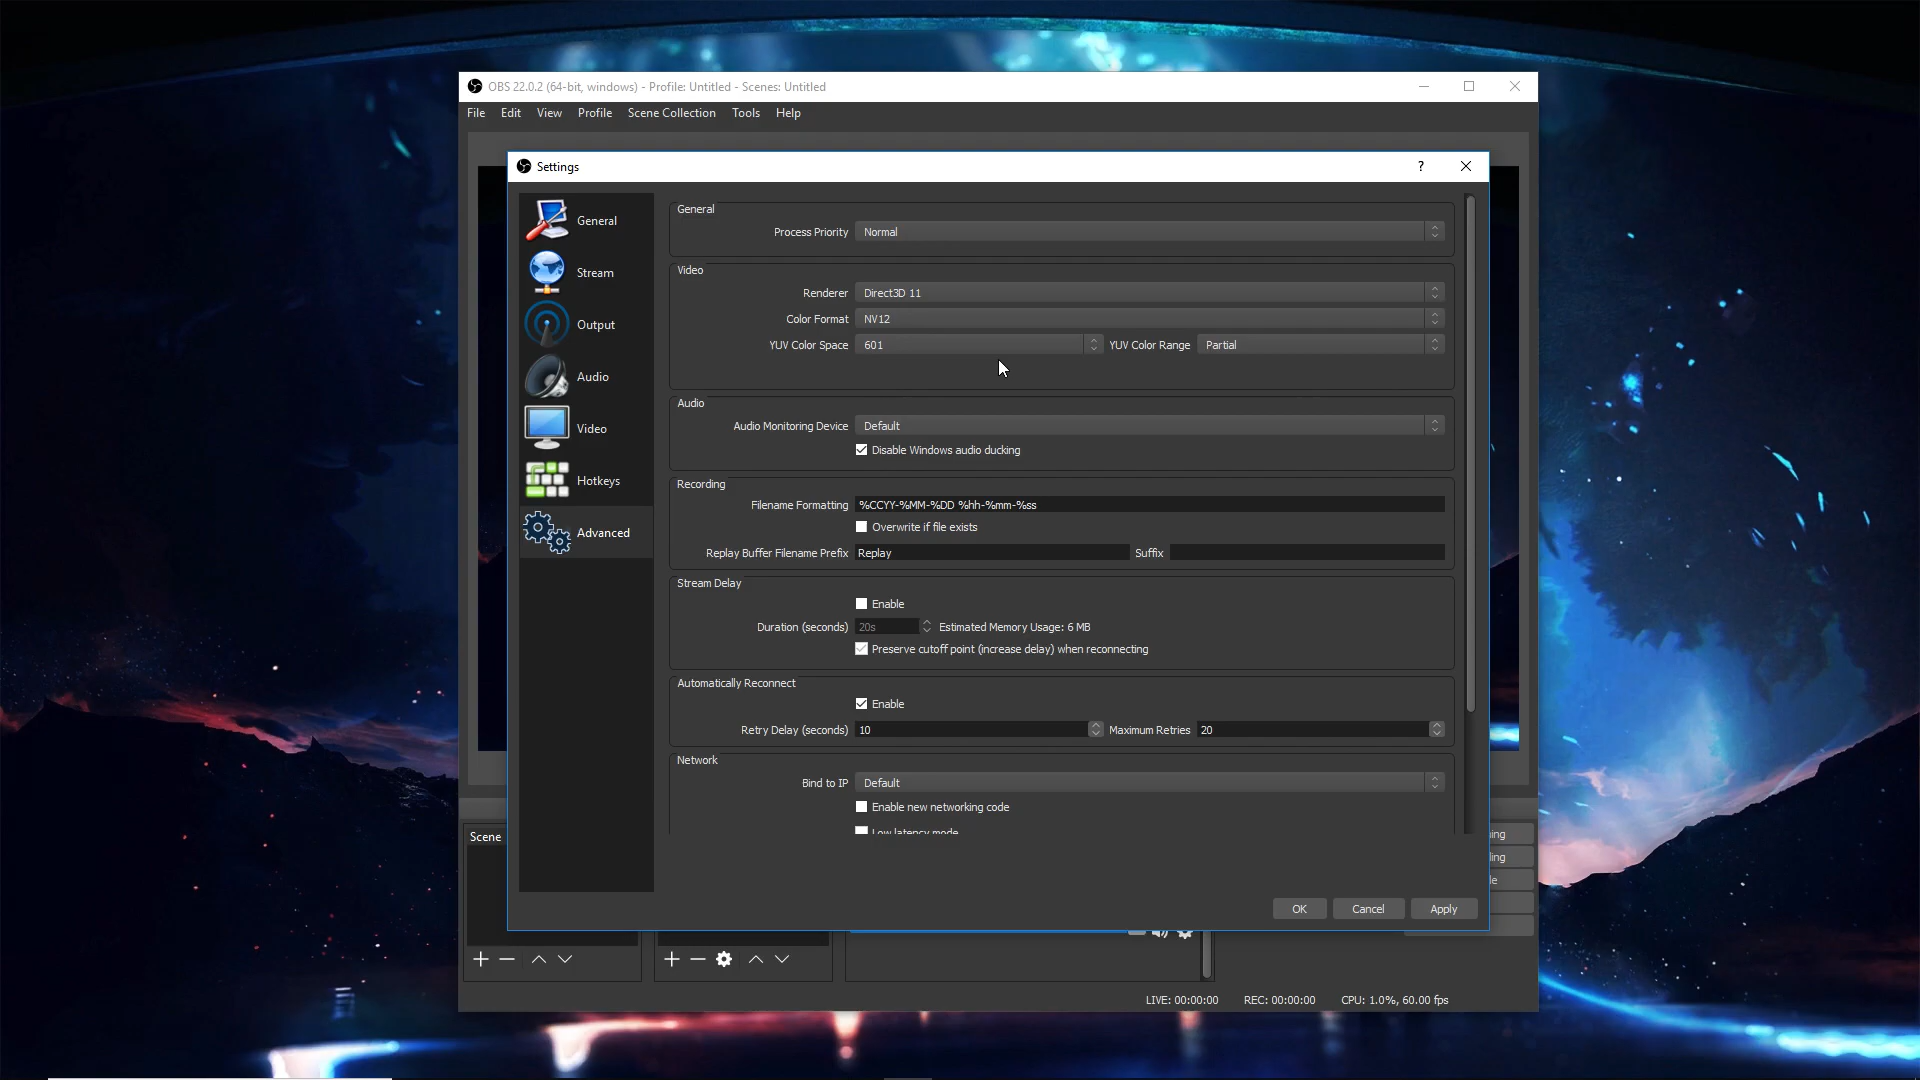 OBS 22.0.2 (64-bit, windows) - Profile: Untitled - Scenes: Untitled
File Edit View Profile Scene Collection Tools Help
Settings
?
General
Stream
Output
Audio
Video
Hotkeys
Advanced
General
Process Priority Normal
Video
Renderer Direct3D 11
Color Format NV12
YUV Color Space 601 YUV Color Range Partial
Audio
Audio Monitoring Device Default
Disable Windows audio ducking
Recording
Filename Formatting %CCYY-%MM-%DD %hh-%mm-%ss
Overwrite if file exists
Replay Buffer Filename Prefix Replay Suffix
Stream Delay
Enable
Duration (seconds) 20s Estimated Memory Usage: 6 MB
Preserve cutoff point (increase delay) when reconnecting
Automatically Reconnect
Enable
Retry Delay (seconds) 10 Maximum Retries 20
Network
Bind to IP Default
Enable new networking code
Low latency mode
OK Cancel Apply
Scene
LIVE: 00:00:00 REC: 00:00:00 CPU: 1.0%, 60.00 fps